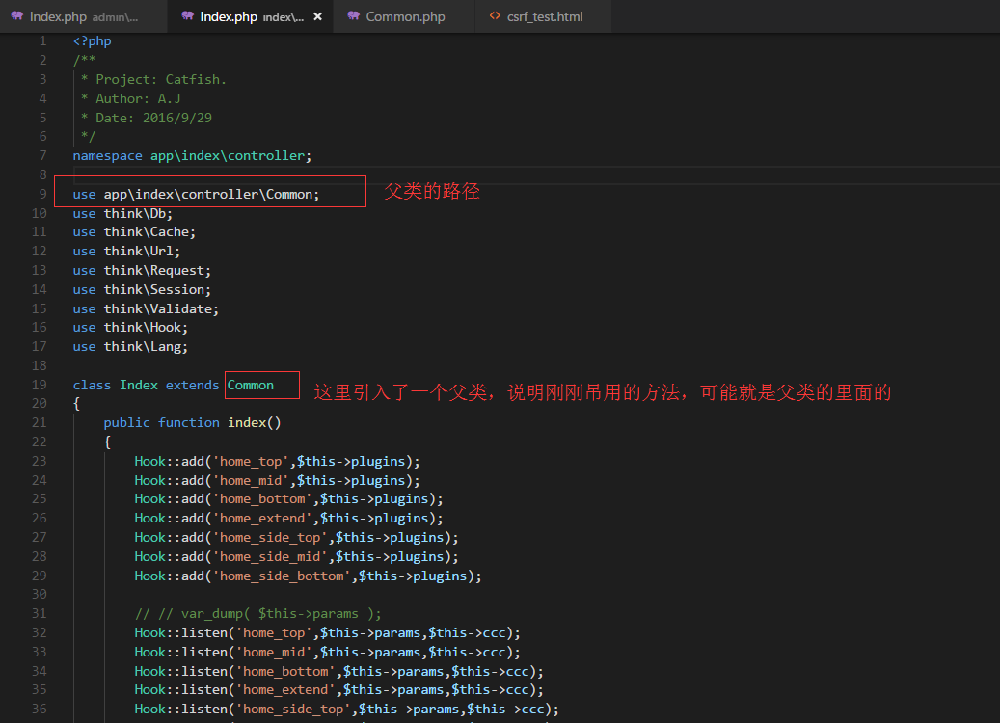 Index.php admin\... Index.php index\... × Common.php <> csrf_test.html
1 <?php
2 /**
3 * Project: Catfish.
4 * Author: A.J
5 * Date: 2016/9/29
6 */
7 namespace app\index\controller;
8
9 use app\index\controller\Common; 父类的路径
10 use think\Db;
11 use think\Cache;
12 use think\Url;
13 use think\Request;
14 use think\Session;
15 use think\Validate;
16 use think\Hook;
17 use think\Lang;
18
19 class Index extends Common 这里引入了一个父类，说明刚刚吊用的方法，可能就是父类的里面的
20 {
21 public function index()
22 {
23 Hook::add('home_top',$this->plugins);
24 Hook::add('home_mid',$this->plugins);
25 Hook::add('home_bottom',$this->plugins);
26 Hook::add('home_extend',$this->plugins);
27 Hook::add('home_side_top',$this->plugins);
28 Hook::add('home_side_mid',$this->plugins);
29 Hook::add('home_side_bottom',$this->plugins);
30
31 // // var_dump( $this->params );
32 Hook::listen('home_top',$this->params,$this->ccc);
33 Hook::listen('home_mid',$this->params,$this->ccc);
34 Hook::listen('home_bottom',$this->params,$this->ccc);
35 Hook::listen('home_extend',$this->params,$this->ccc);
36 Hook::listen('home_side_top',$this->params,$this->ccc);